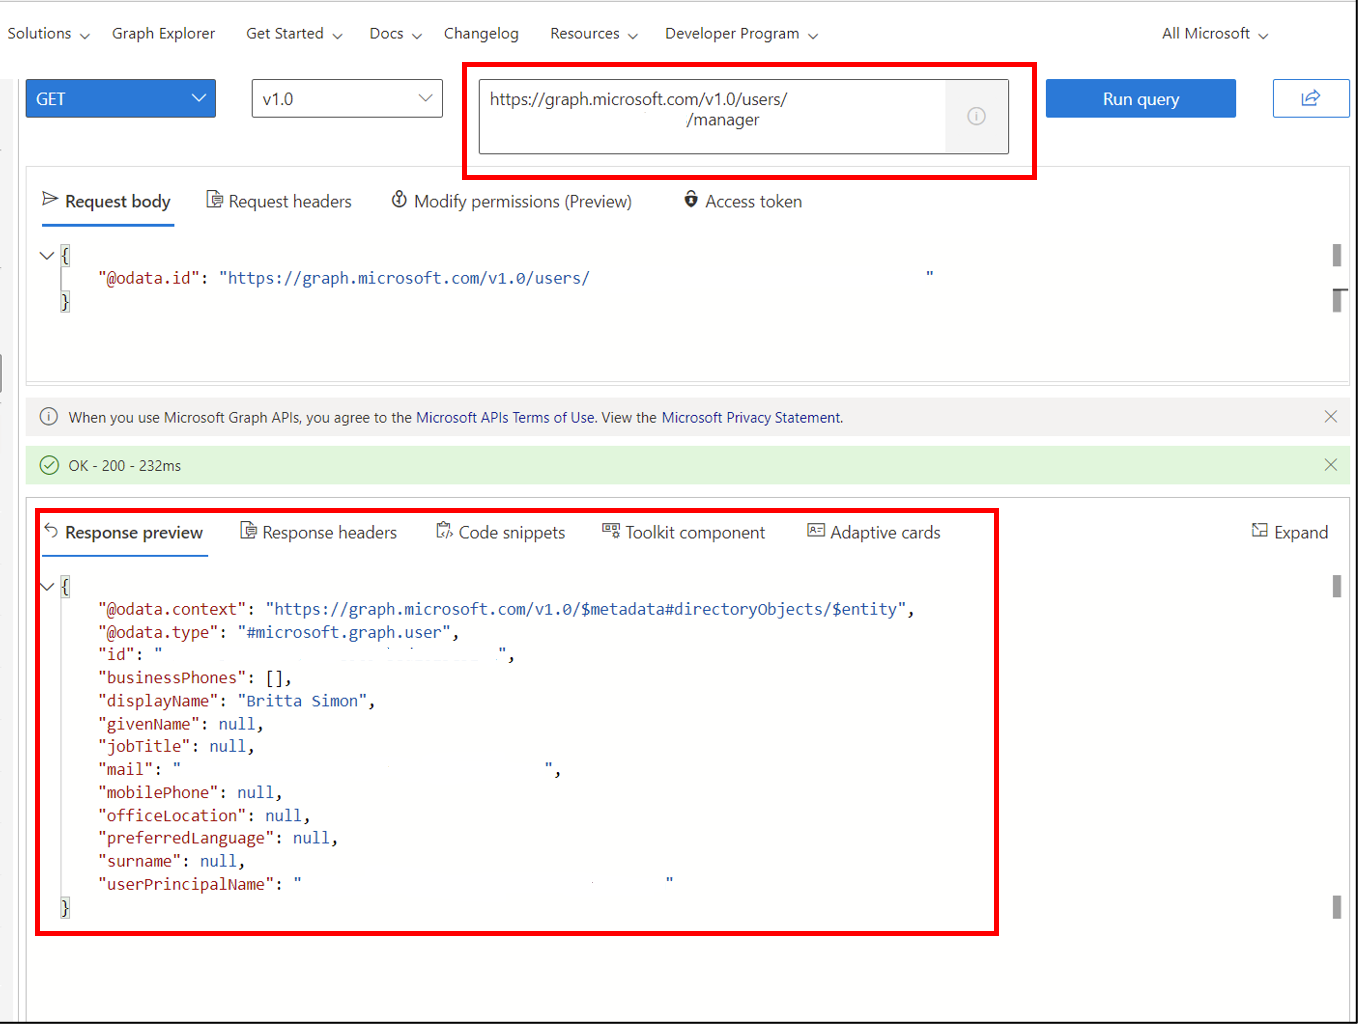 Solutions Graph Explorer Get Started Docs Changelog Resources Developer Program All Microsoft
GET v1.0 https://graph.microsoft.com/v1.0/users/ Run query
/manager
Request body Request headers Modify permissions (Preview) Access token
{
"@odata.id": "https://graph.microsoft.com/v1.0/users/ "
}
When you use Microsoft Graph APIs, you agree to the Microsoft APIs Terms of Use. View the Microsoft Privacy Statement.
OK - 200 - 232ms
Response preview Response headers Code snippets Toolkit component Adaptive cards Expand
{
"@odata.context": "https://graph.microsoft.com/v1.0/$metadata#directoryObjects/$entity",
"@odata.type": "#microsoft.graph.user",
"id": " ",
"businessPhones": [],
"displayName": "Britta Simon",
"givenName": null,
"jobTitle": null,
"mail": " ",
"mobilePhone": null,
"officeLocation": null,
"preferredLanguage": null,
"surname": null,
"userPrincipalName": " "
}